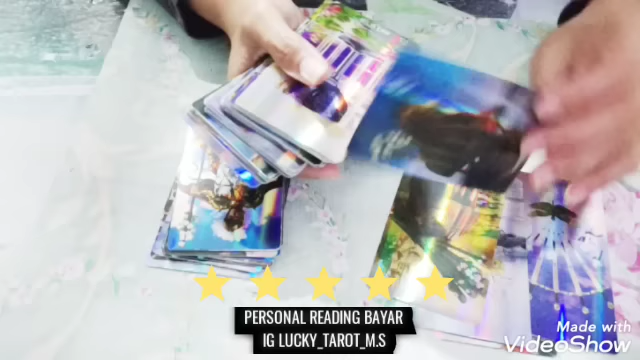 PERSONAL READING BAYAR
IG LUCKY_TAROT_M.S
Made with
VideoShow